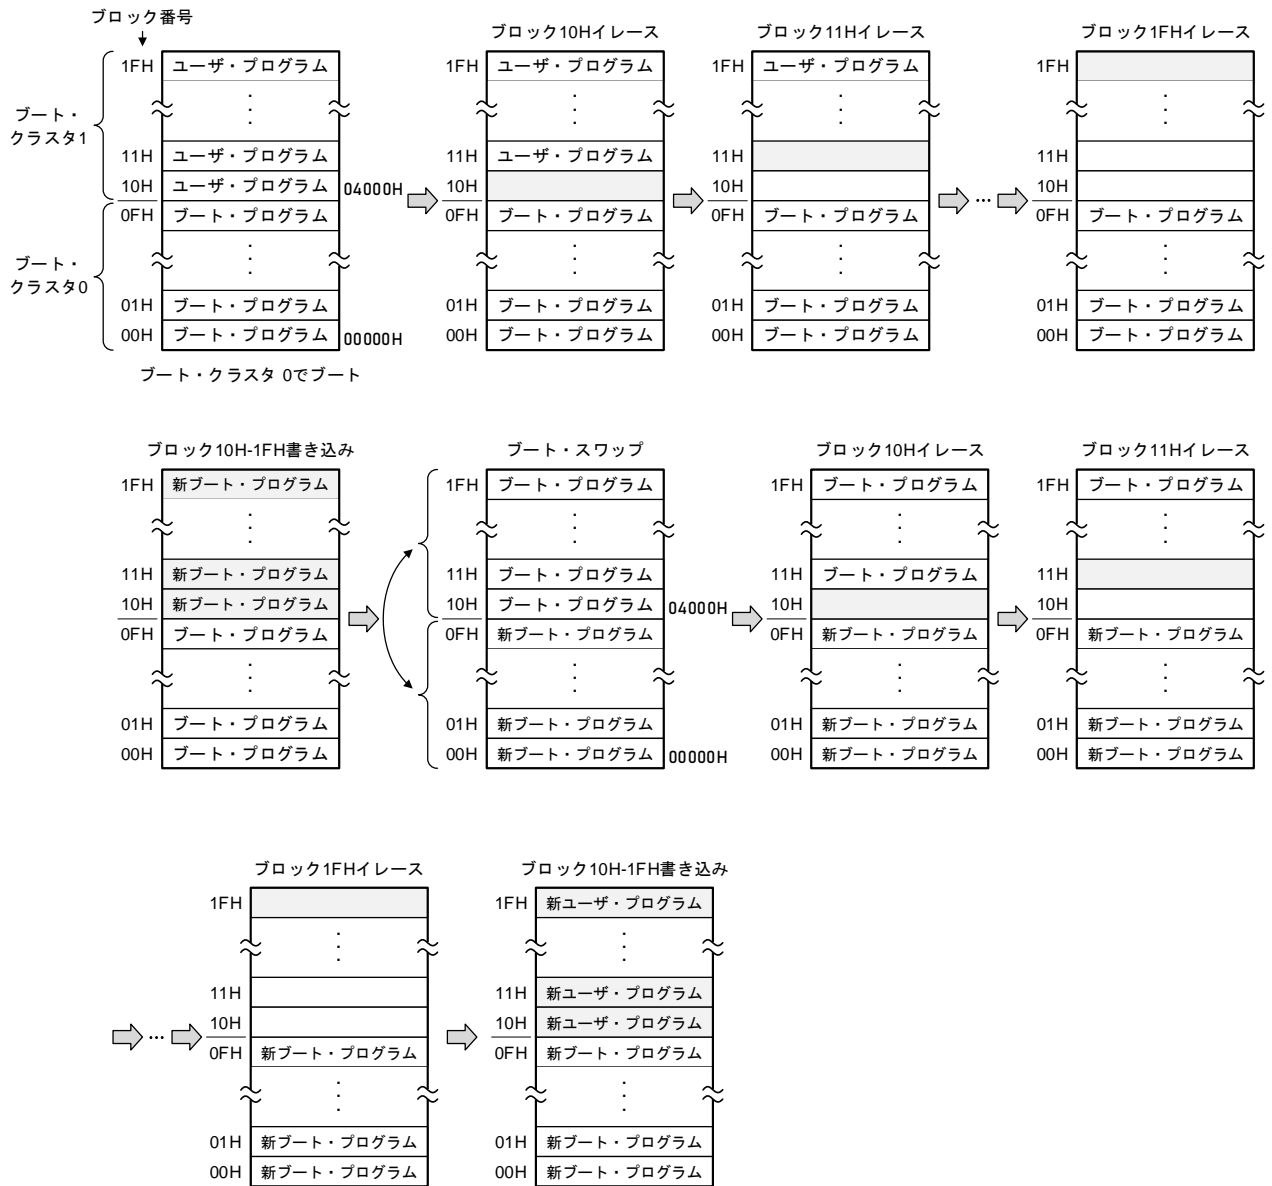 ブロック番号
1FH ユーザ・プログラム
ブート・
クラスタ1
11H ユーザ・プログラム
10H ユーザ・プログラム 04000H
0FH ブート・プログラム
ブート・
クラスタ0
01H ブート・プログラム
00H ブート・プログラム 00000H
ブート・クラスタ 0でブート
ブロック10Hイレース
1FH ユーザ・プログラム
11H ユーザ・プログラム
10H
0FH ブート・プログラム
01H ブート・プログラム
00H ブート・プログラム
ブロック11Hイレース
1FH ユーザ・プログラム
11H
10H
0FH ブート・プログラム
01H ブート・プログラム
00H ブート・プログラム
...
ブロック1FHイレース
1FH
11H
10H
0FH ブート・プログラム
01H ブート・プログラム
00H ブート・プログラム
ブロック10H-1FH書き込み
1FH 新ブート・プログラム
11H 新ブート・プログラム
10H 新ブート・プログラム
0FH ブート・プログラム
01H ブート・プログラム
00H ブート・プログラム
ブート・スワップ
1FH ブート・プログラム
11H ブート・プログラム
10H ブート・プログラム 04000H
0FH 新ブート・プログラム
01H 新ブート・プログラム
00H 新ブート・プログラム 00000H
ブロック10Hイレース
1FH ブート・プログラム
11H ブート・プログラム
10H
0FH 新ブート・プログラム
01H 新ブート・プログラム
00H 新ブート・プログラム
ブロック11Hイレース
1FH ブート・プログラム
11H
10H
0FH 新ブート・プログラム
01H 新ブート・プログラム
00H 新ブート・プログラム
...
ブロック1FHイレース
1FH
11H
10H
0FH 新ブート・プログラム
01H 新ブート・プログラム
00H 新ブート・プログラム
ブロック10H-1FH書き込み
1FH 新ユーザ・プログラム
11H 新ユーザ・プログラム
10H 新ユーザ・プログラム
0FH 新ブート・プログラム
01H 新ブート・プログラム
00H 新ブート・プログラム